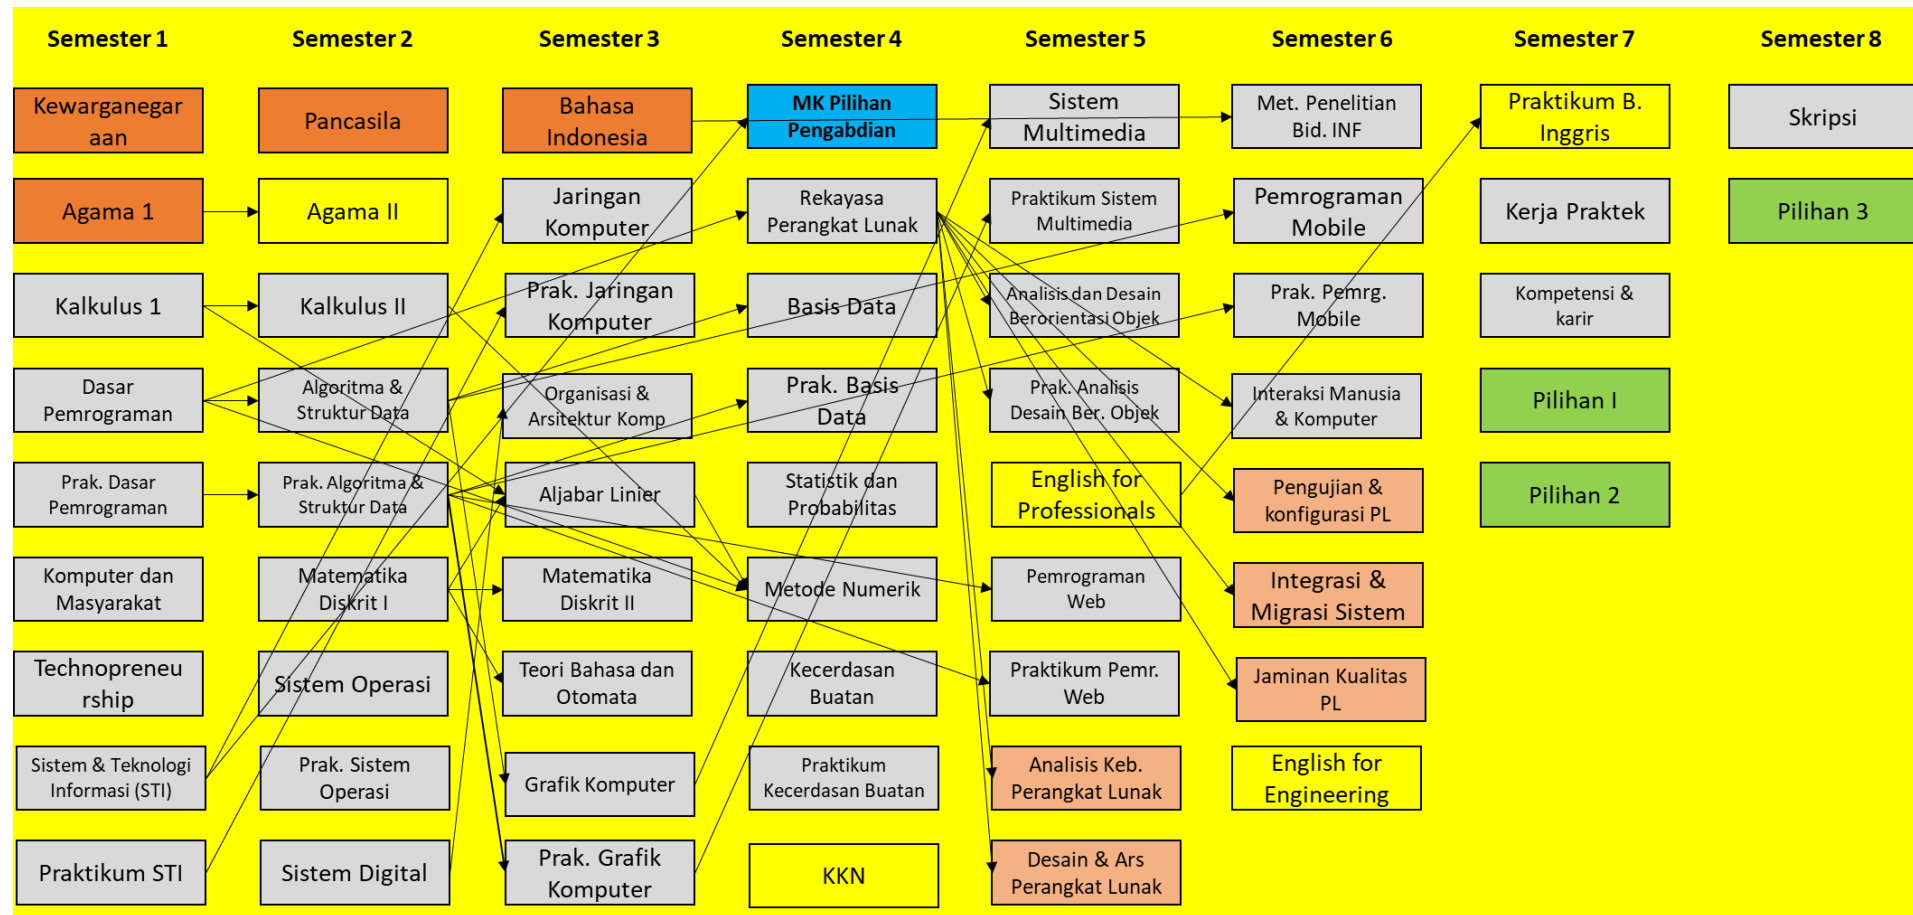 Semester 1
Semester 2
Semester 3
Semester 4
Semester 5
Semester 6
Semester 7
Semester 8
Kewarganegar
aan
Pancasila
Bahasa
Indonesia
MK Pilihan
Pengabdian
Sistem
Multimedia
Met. Penelitian
Bid. INF
Praktikum B.
Inggris
Skripsi
Agama 1
Agama II
Jaringan
Komputer
Rekayasa
Perangkat Lunak
Praktikum Sistem
Multimedia
Pemrograman
Mobile
Kerja Praktek
Pilihan 3
Kalkulus 1
Kalkulus II
Prak. Jaringan
Komputer
Basis Data
Analisis dan Desain
Berorientasi Objek
Prak. Pemrg.
Mobile
Kompetensi &
karir
Dasar
Pemrograman
Algoritma &
Struktur Data
Organisasi &
Arsitektur Komp
Prak. Basis
Data
Prak. Analisis
Desain Ber. Objek
Interaksi Manusia
& Komputer
Pilihan I
Prak. Dasar
Pemrograman
Prak. Algoritma &
Struktur Data
Aljabar Linier
Statistik dan
Probabilitas
English for
Professionals
Pengujian &
konfigurasi PL
Pilihan 2
Komputer dan
Masyarakat
Matematika
Diskrit I
Matematika
Diskrit II
Metode Numerik
Pemrograman
Web
Integrasi &
Migrasi Sistem
Technopreneu
rship
Sistem Operasi
Teori Bahasa dan
Otomata
Kecerdasan
Buatan
Praktikum Pemr.
Web
Jaminan Kualitas
PL
Sistem & Teknologi
Informasi (STI)
Prak. Sistem
Operasi
Grafik Komputer
Praktikum
Kecerdasan Buatan
Analisis Keb.
Perangkat Lunak
English for
Engineering
Praktikum STI
Sistem Digital
Prak. Grafik
Komputer
KKN
Desain & Ars
Perangkat Lunak